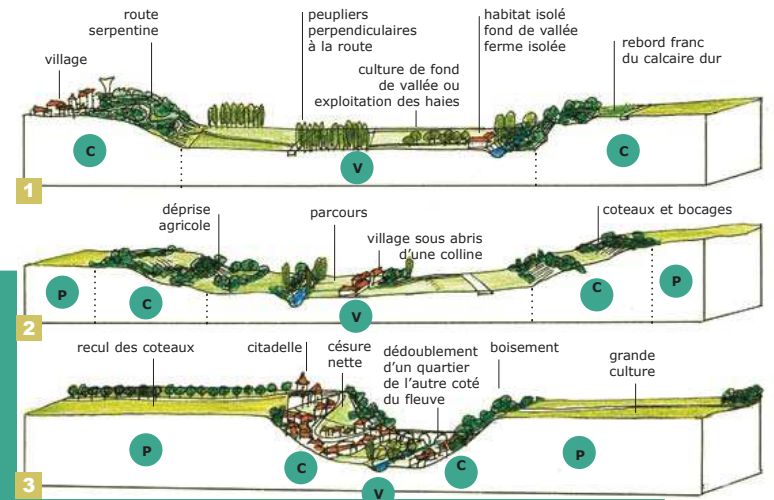 route
serpentine
village
peupliers
perpendiculaires
à la route
culture de fond
de vallée ou
exploitation des haies
habitat isolé
fond de vallée
ferme isolée
rebord franc
du calcaire dur
C
V
C
1
déprise
agricole
parcours
village sous abris
d'une colline
coteaux et bocages
P
C
V
C
P
2
recul des coteaux
citadelle
césure
nette
dédoublement
d'un quartier
de l'autre coté
du fleuve
boisement
grande
culture
P
C
V
C
P
3